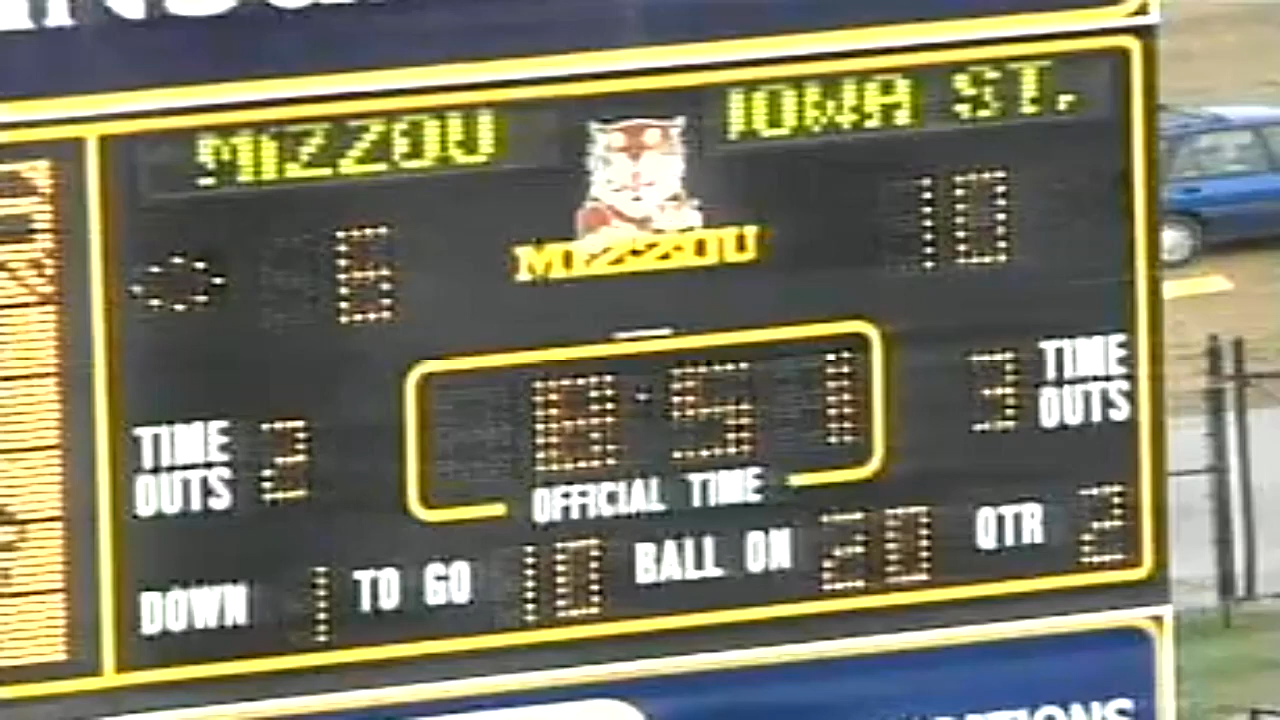 MIZZOU IOWA ST.
6 10
MIZZOU
8:51
TIME OUTS 2
3 TIME OUTS
OFFICIAL TIME
DOWN 1 TO GO 10 BALL ON 20 QTR 2